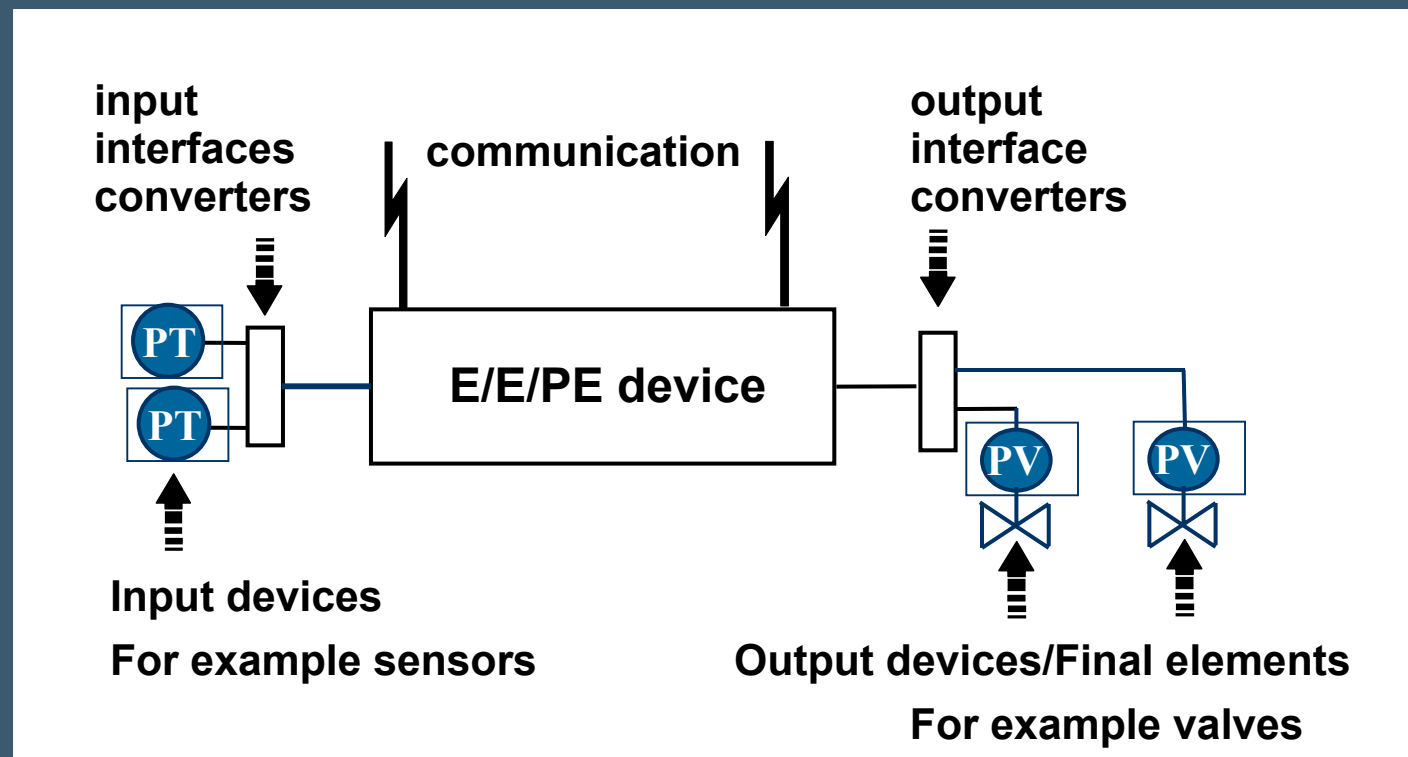 input
interfaces
converters
communication
output
interface
converters
PT
PT
E/E/PE device
PV
PV
Input devices
For example sensors
Output devices/Final elements
For example valves